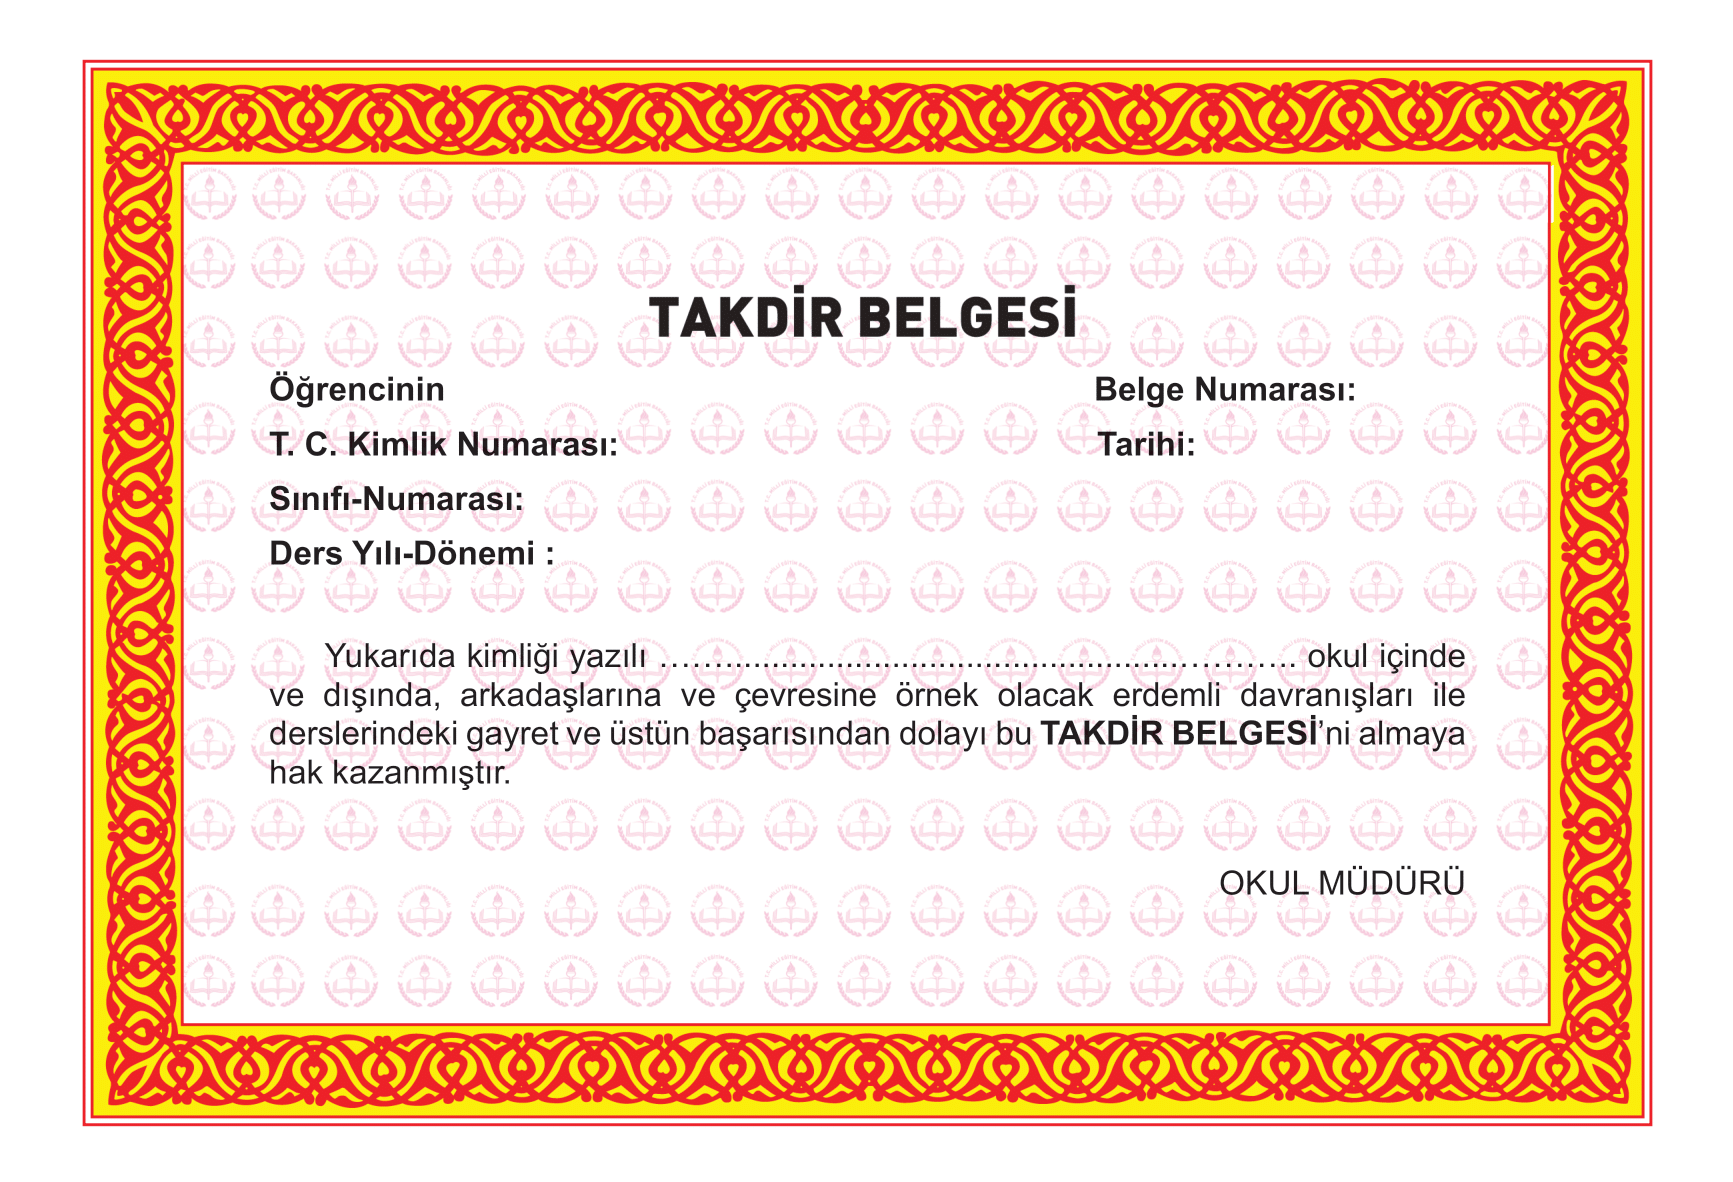 TAKDİR BELGESİ
Öğrencinin
Belge Numarası:
T. C. Kimlik Numarası:
Tarihi:
Sınıfı-Numarası:
Ders Yılı-Dönemi :
Yukarıda kimliği yazılı ……............................................………. okul içinde
ve dışında, arkadaşlarına ve çevresine örnek olacak erdemli davranışları ile
derslerindeki gayret ve üstün başarısından dolayı bu TAKDİR BELGESİ’ni almaya
hak kazanmıştır.
OKUL MÜDÜRÜ